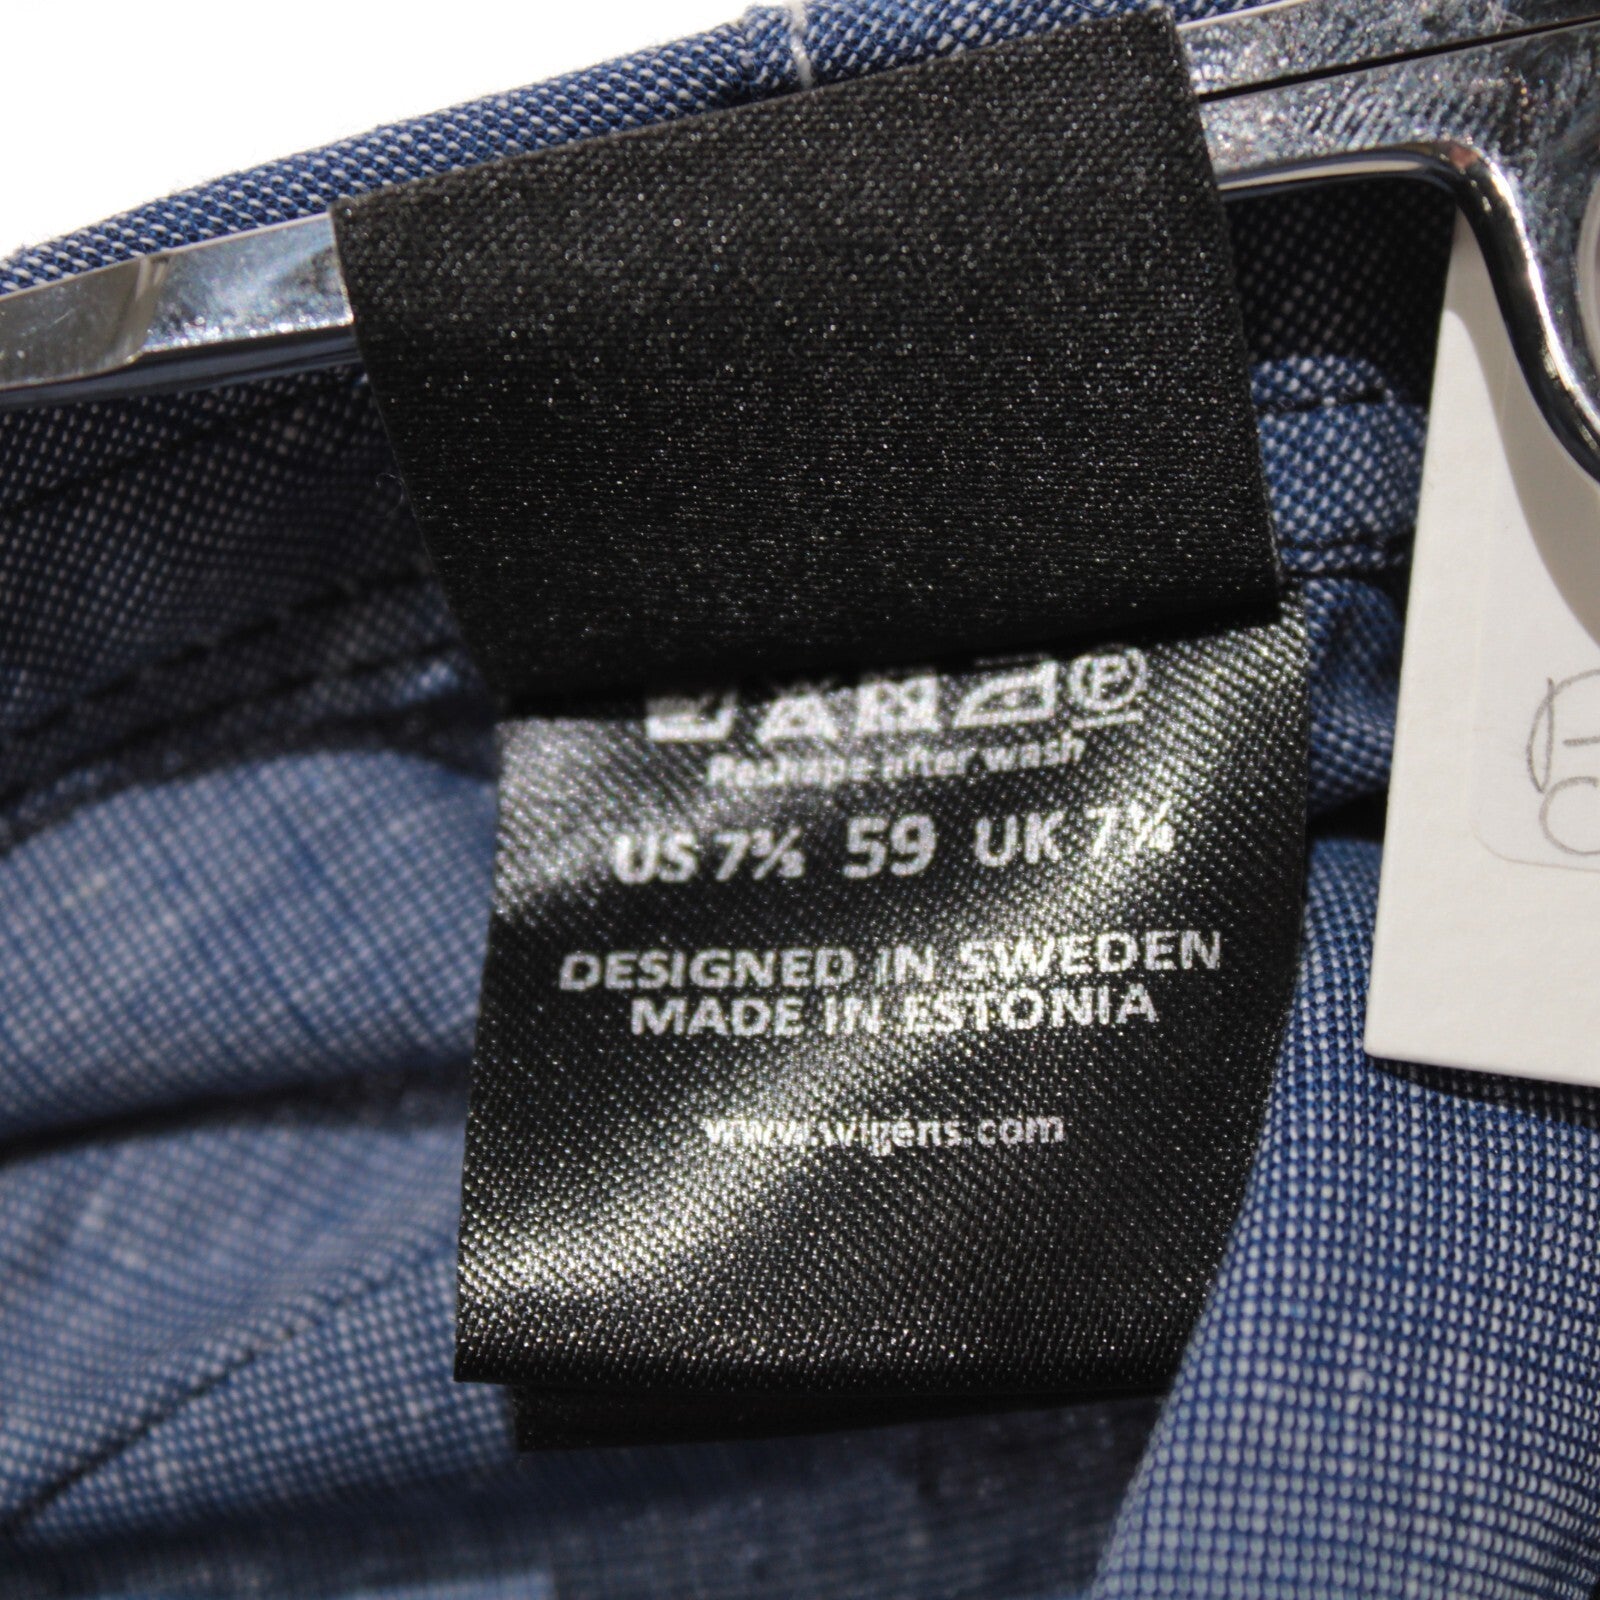 P
Reshape after wash
US 7⅜ 59 UK 7¼
DESIGNED IN SWEDEN
MADE IN ESTONIA
www.wigens.com